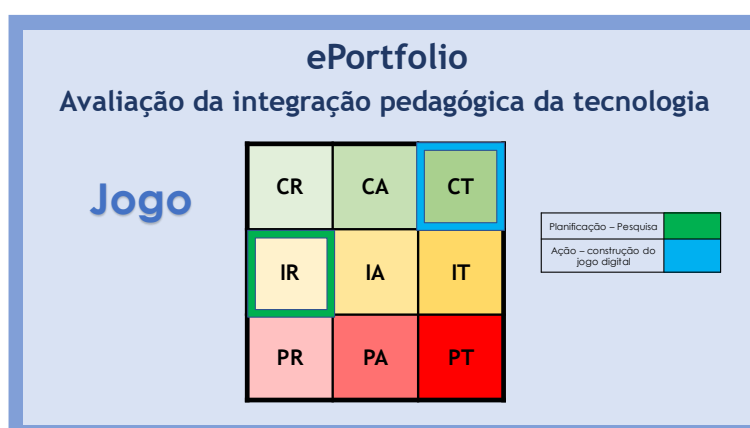 ePortfolio
Avaliação da integração pedagógica da tecnologia
Jogo
CR CA CT
IR IA IT
PR PA PT
Planificação – Pesquisa
Ação – construção do
jogo digital